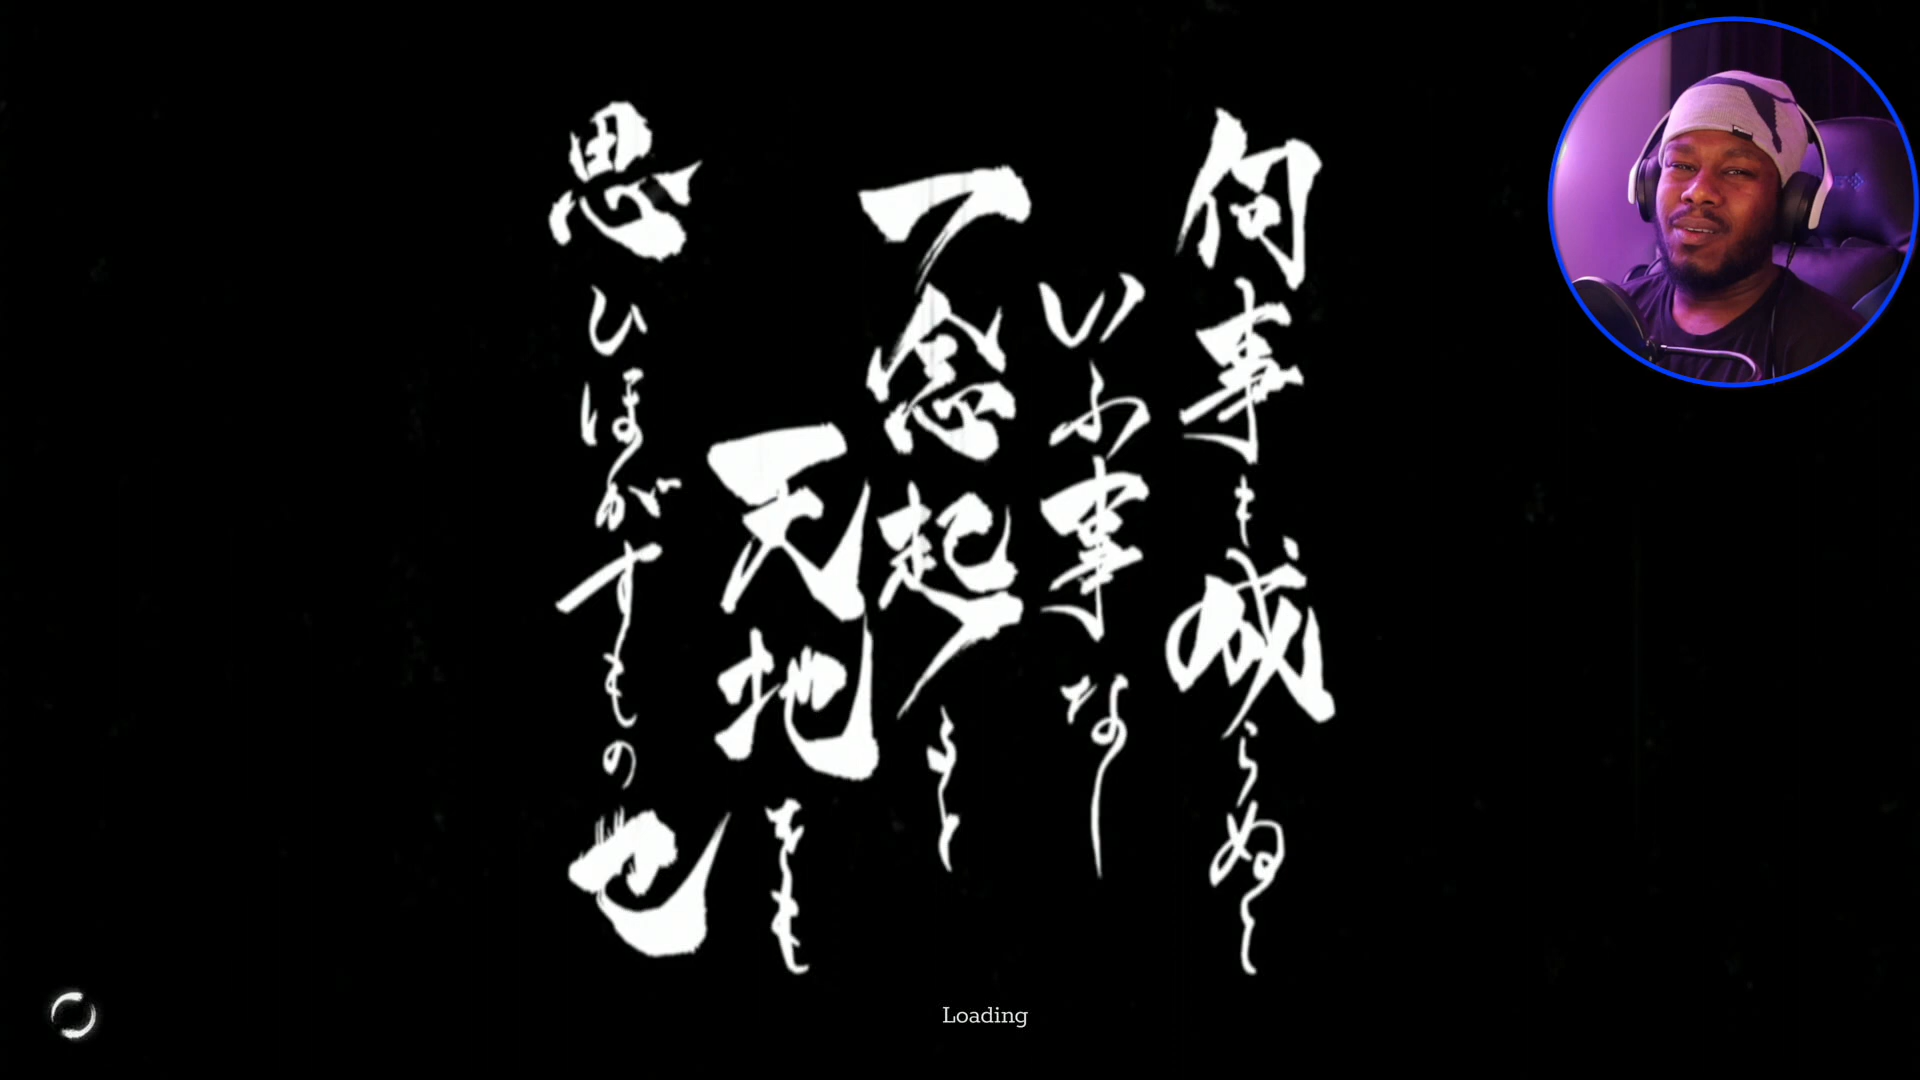 何事も成らぬと
いふ事なし
一念起ると
天地をも
思ひほがすもの也
Loading